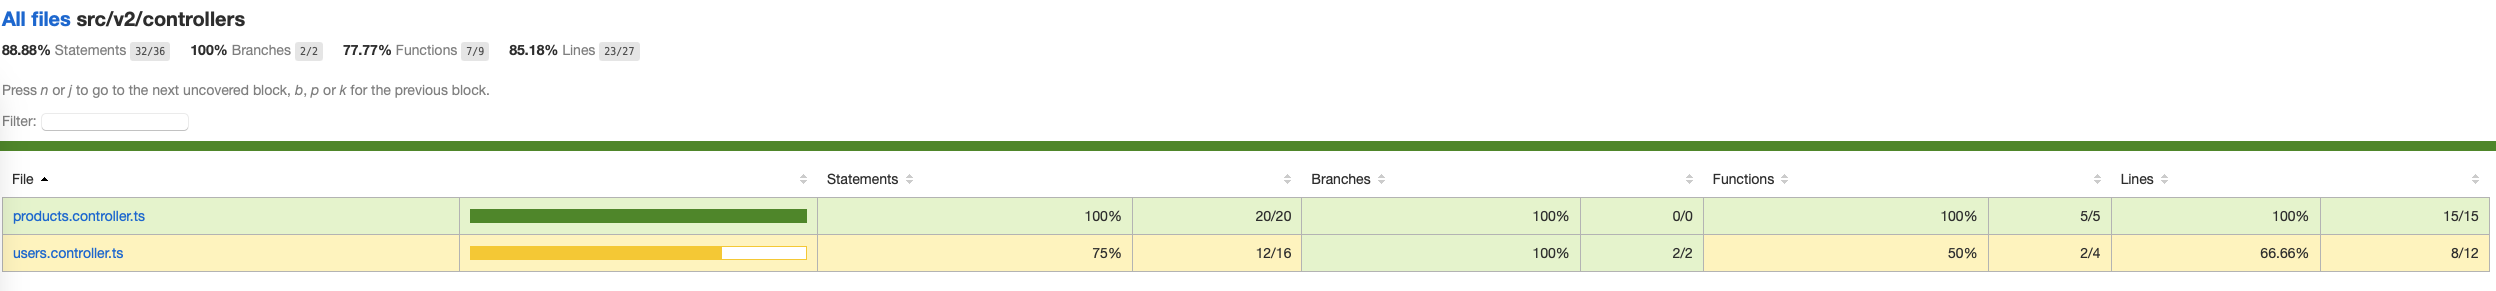 All files src/v2/controllers
88.88% Statements 32/36 100% Branches 2/2 77.77% Functions 7/9 85.18% Lines 23/27
Press n or j to go to the next uncovered block, b, p or k for the previous block.
Filter:
File Statements Branches Functions Lines
products.controller.ts 100% 20/20 100% 0/0 100% 5/5 100% 15/15
users.controller.ts 75% 12/16 100% 2/2 50% 2/4 66.66% 8/12